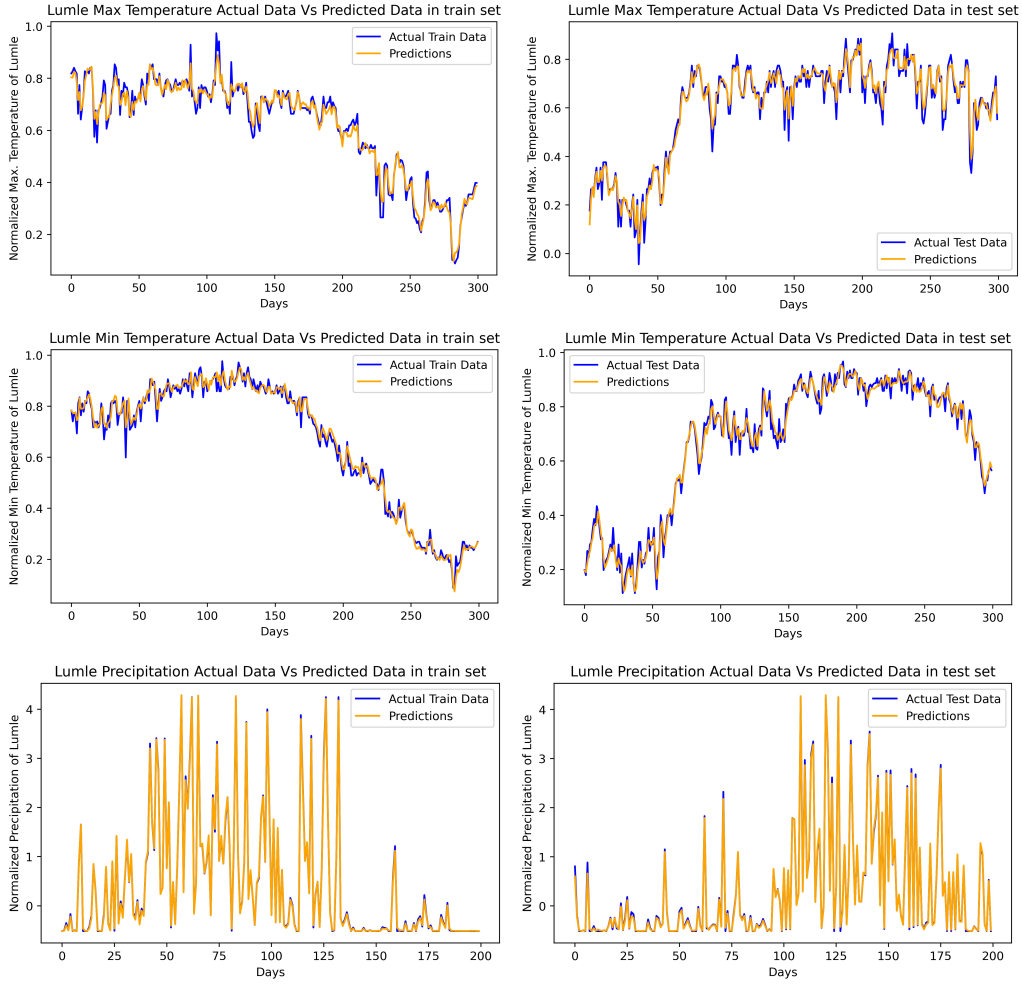 Lumle Max Temperature Actual Data Vs Predicted Data in train set
Normalized Max. Temperature of Lumle
1.0
0.8
0.6
0.4
0.2
Actual Train Data
Predictions
0 50 100 150 200 250 300
Days
Lumle Max Temperature Actual Data Vs Predicted Data in test set
Normalized Max. Temperature of Lumle
0.8
0.6
0.4
0.2
0.0
Actual Test Data
Predictions
0 50 100 150 200 250 300
Days
Lumle Min Temperature Actual Data Vs Predicted Data in train set
Normalized Min Temperature of Lumle
1.0
0.8
0.6
0.4
0.2
Actual Train Data
Predictions
0 50 100 150 200 250 300
Days
Lumle Min Temperature Actual Data Vs Predicted Data in test set
Normalized Min Temperature of Lumle
1.0
0.8
0.6
0.4
0.2
Actual Test Data
Predictions
0 50 100 150 200 250 300
Days
Lumle Precipitation Actual Data Vs Predicted Data in train set
Normalized Precipitation of Lumle
4
3
2
1
0
Actual Train Data
Predictions
0 25 50 75 100 125 150 175 200
Days
Lumle Precipitation Actual Data Vs Predicted Data in test set
Normalized Precipitation of Lumle
4
3
2
1
0
Actual Test Data
Predictions
0 25 50 75 100 125 150 175 200
Days